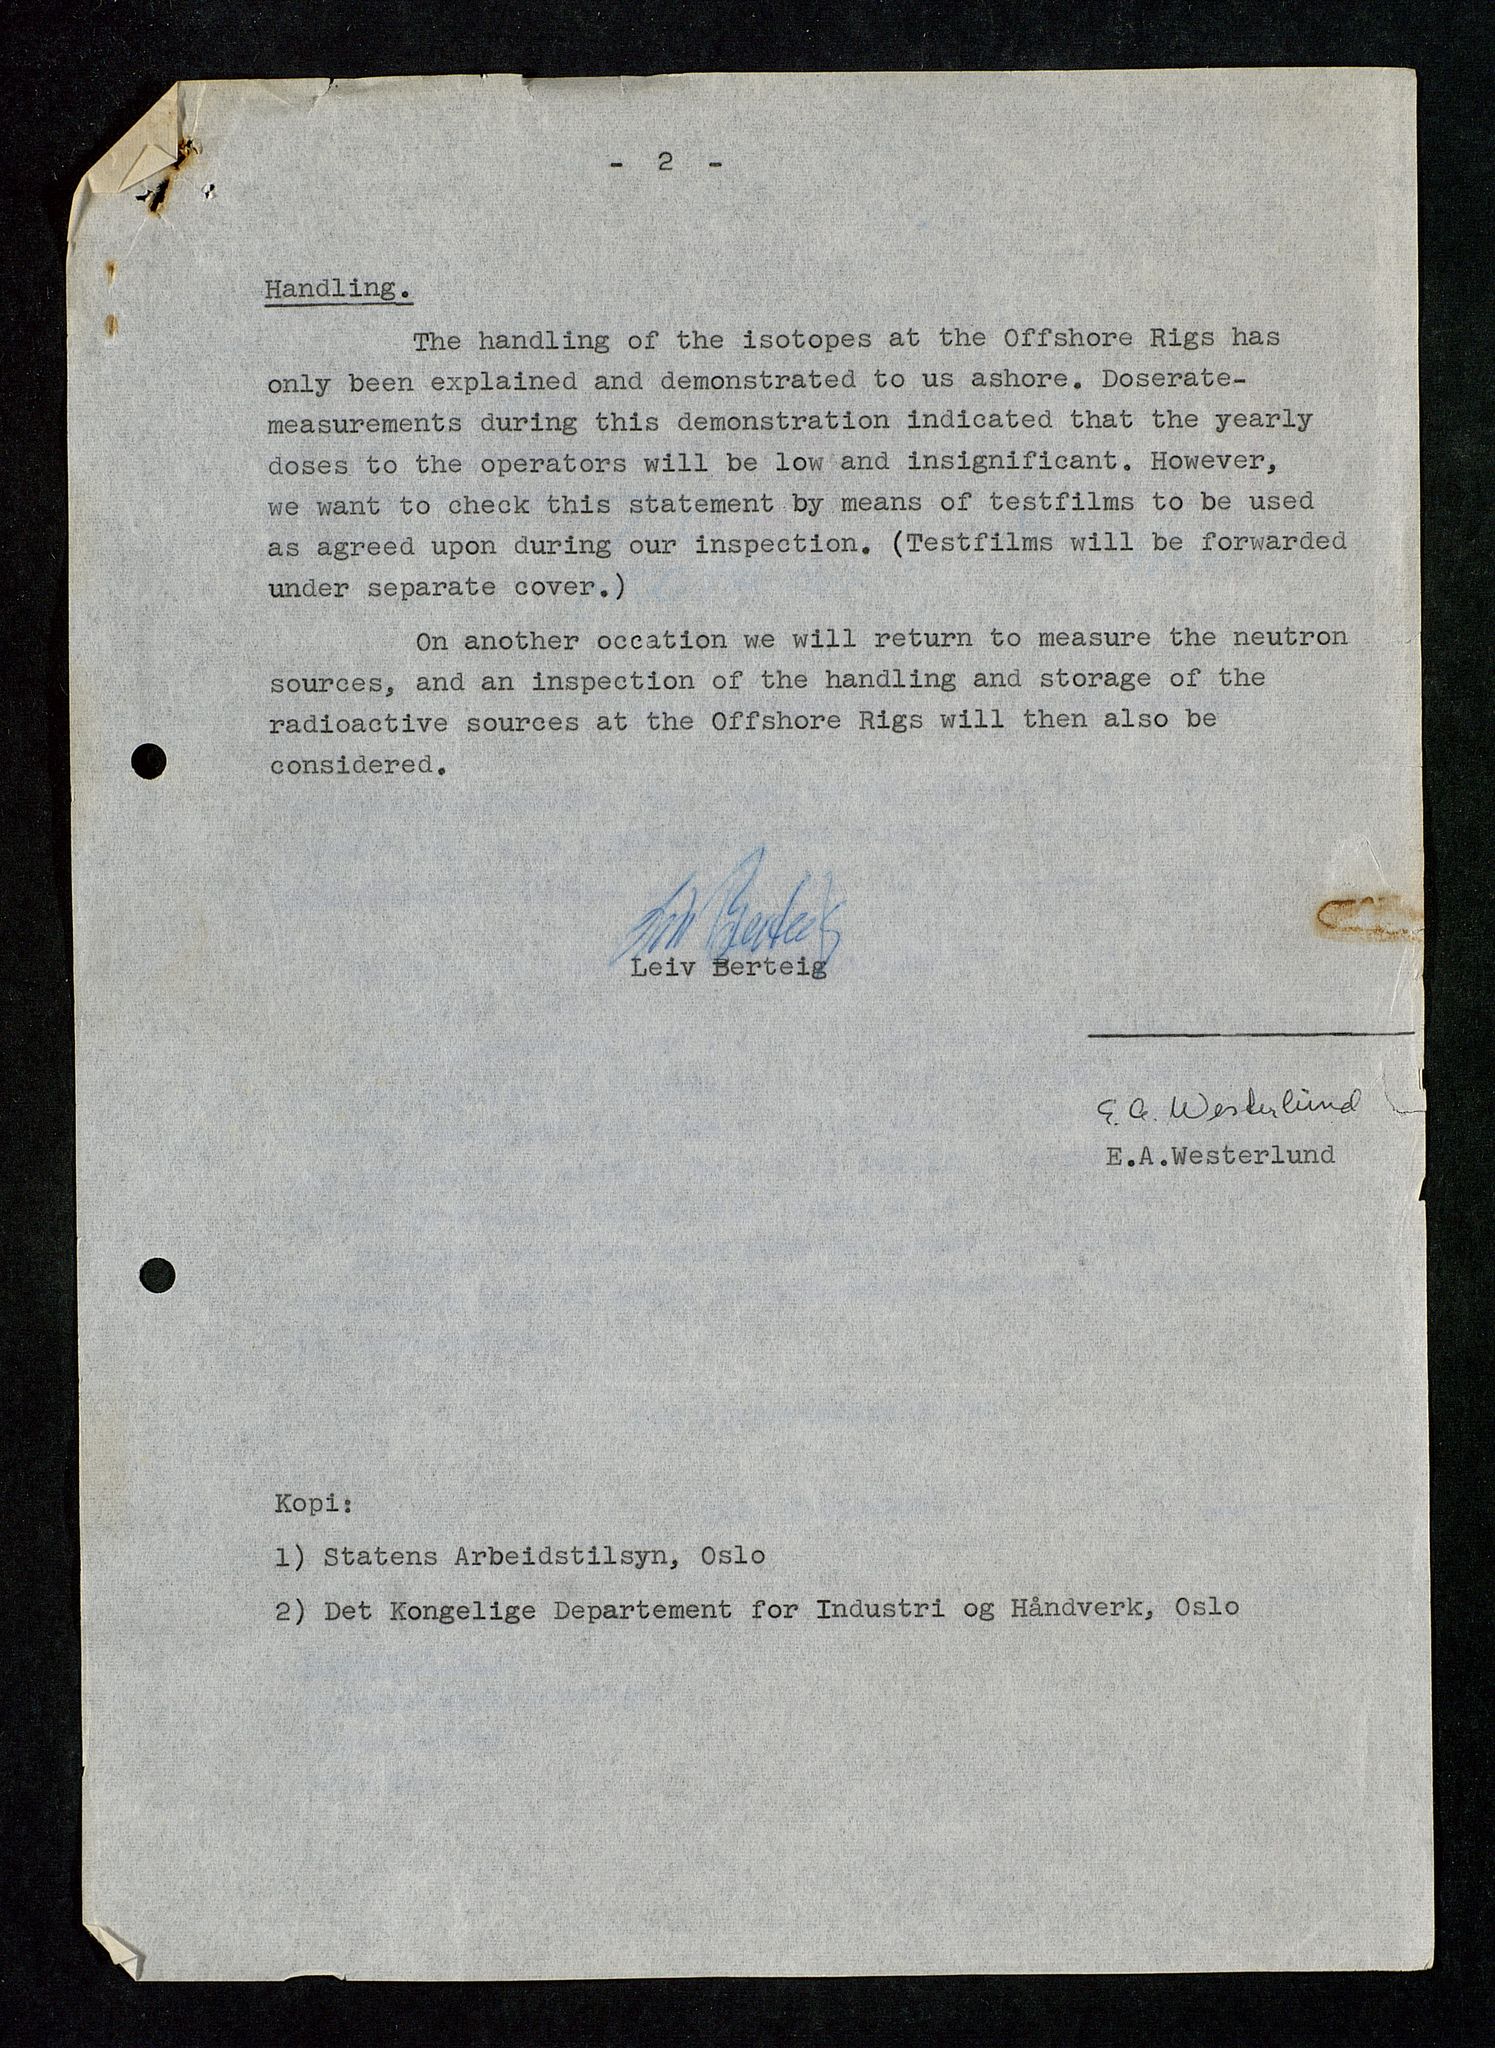 - 2 -
Handling.
The handling of the isotopes at the Offshore Rigs has
only been explained and demonstrated to us ashore. Doserate-
measurements during this demonstration indicated that the yearly
doses to the operators will be low and insignificant. However,
we want to check this statement by means of testfilms to be used
as agreed upon during our inspection. (Testfilms will be forwarded
under separate cover.)
On another occation we will return to measure the neutron
sources, and an inspection of the handling and storage of the
radioactive sources at the Offshore Rigs will then also be
considered.
Leiv Berteig
Leiv Berteig
E. A. Westerlund
E.A.Westerlund
Kopi:
1) Statens Arbeidstilsyn, Oslo
2) Det Kongelige Departement for Industri og Håndverk, Oslo